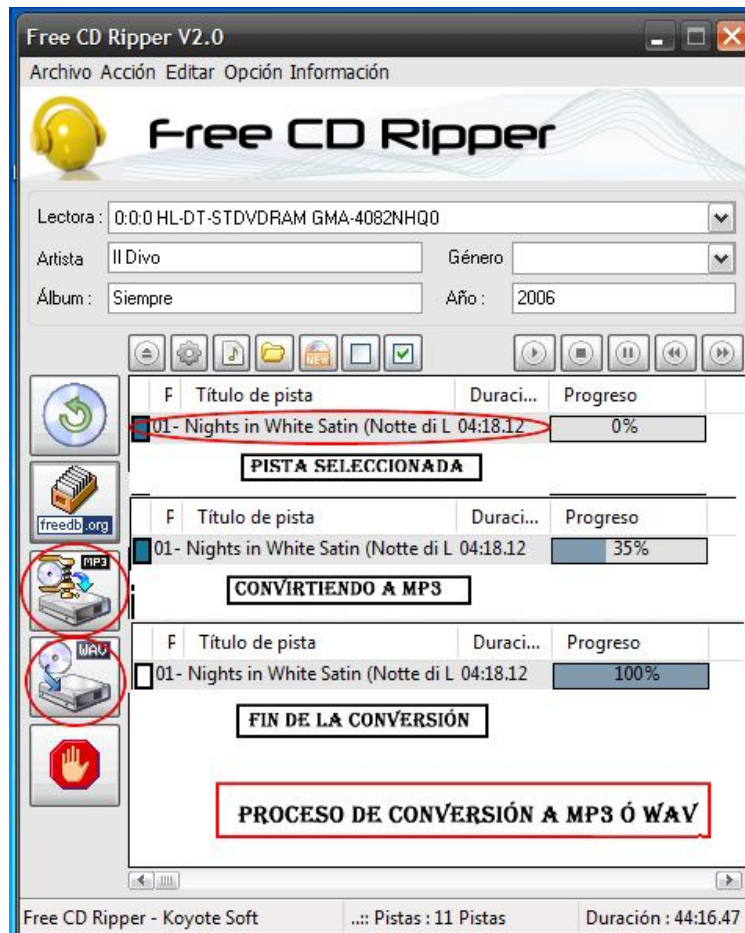 Free CD Ripper V2.0
Archivo Acción Editar Opción Información
Free CD Ripper
Lectora : 0:0:0 HL-DT-STDVDRAM GMA-4082NHQ0
Artista Il Divo Género
Álbum : Siempre Año : 2006
NEW
F Título de pista Duraci... Progreso
01- Nights in White Satin (Notte di L 04:18.12 0%
PISTA SELECCIONADA
freedb.org
F Título de pista Duraci... Progreso
MP3
01- Nights in White Satin (Notte di L 04:18.12 35%
CONVIRTIENDO A MP3
WAV
F Título de pista Duraci... Progreso
01- Nights in White Satin (Notte di L 04:18.12 100%
FIN DE LA CONVERSIÓN
PROCESO DE CONVERSIÓN A MP3 Ó WAV
Free CD Ripper - Koyote Soft ..:: Pistas : 11 Pistas Duración : 44:16.47